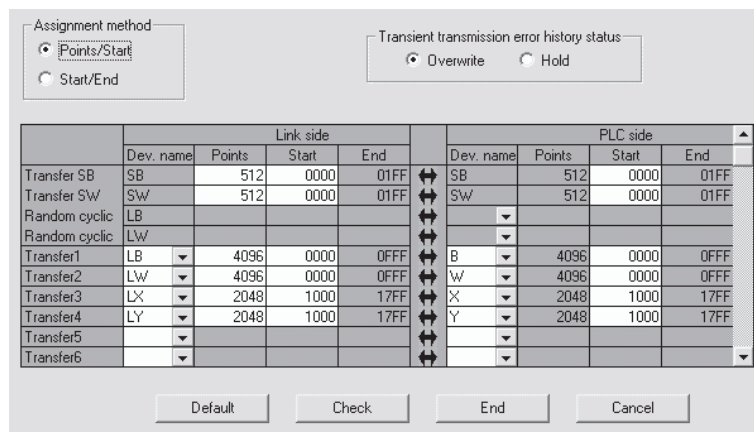 Assignment method
Points/Start
Start/End
Transient transmission error history status
Overwrite Hold
Link side PLC side
Dev. name Points Start End Dev. name Points Start End
Transfer SB SB 512 0000 01FF SB 512 0000 01FF
Transfer SW SW 512 0000 01FF SW 512 0000 01FF
Random cyclic LB
Random cyclic LW
Transfer1 LB 4096 0000 0FFF B 4096 0000 0FFF
Transfer2 LW 4096 0000 0FFF W 4096 0000 0FFF
Transfer3 LX 2048 1000 17FF X 2048 1000 17FF
Transfer4 LY 2048 1000 17FF Y 2048 1000 17FF
Transfer5
Transfer6
Default Check End Cancel